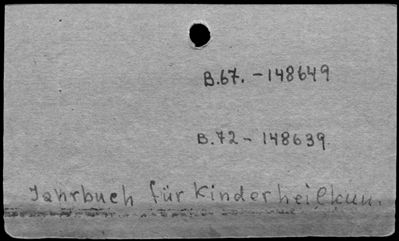 B.67. - 148649
B.72 - 148639.
Jahrbuch für Kinderheilkun.